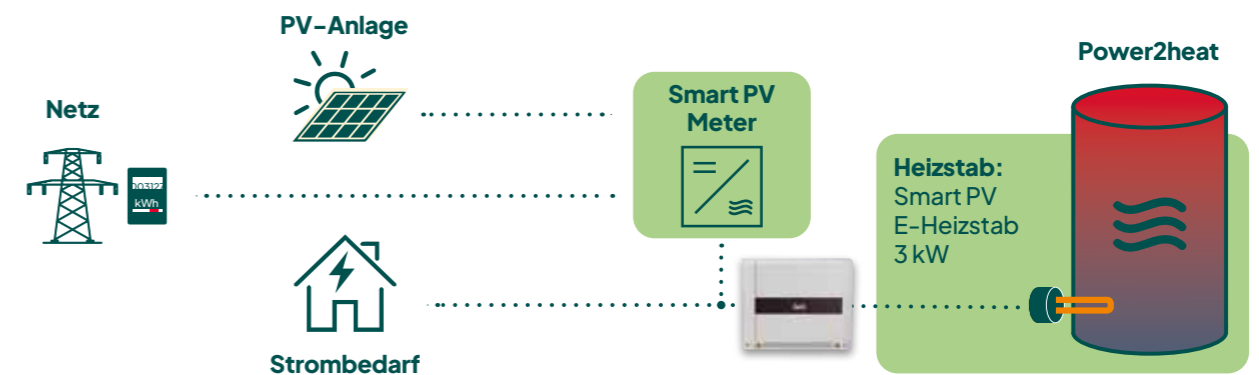 PV-Anlage
Power2heat
Netz
Smart PV
Meter
kWh
Heizstab:
Smart PV
E-Heizstab
3 kW
Strombedarf